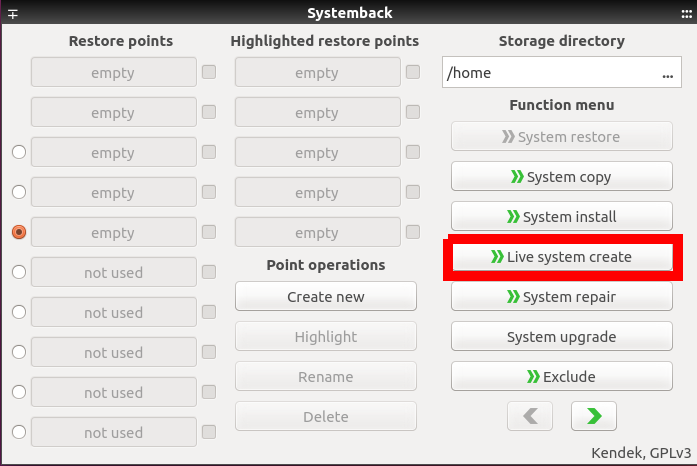 Systemback
Restore points
empty
empty
empty
empty
empty
not used
not used
not used
not used
not used
Highlighted restore points
empty
empty
empty
empty
empty
Point operations
Create new
Highlight
Rename
Delete
Storage directory
/home
...
Function menu
System restore
System copy
System install
Live system create
System repair
System upgrade
Exclude
Kendek, GPLv3